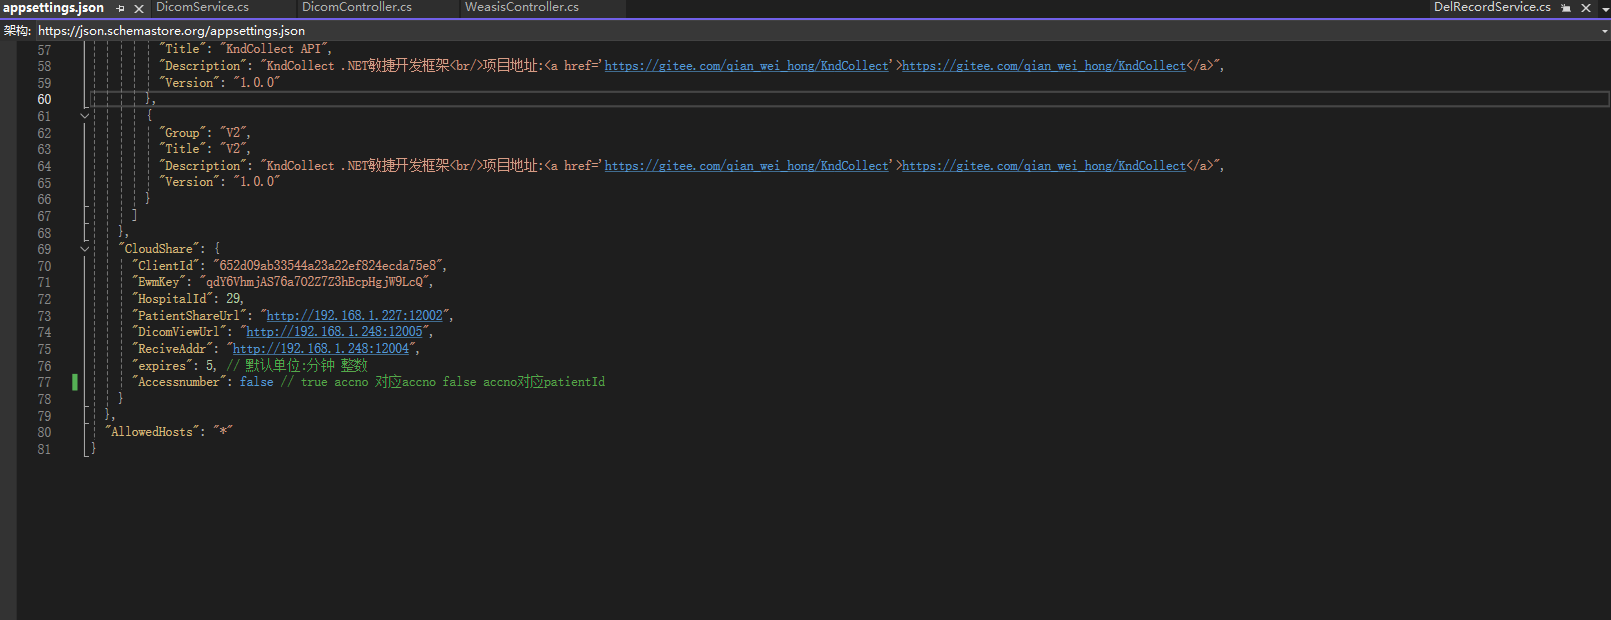 appsettings.json DicomService.cs DicomController.cs WeasisController.cs DelRecordService.cs
架构: https://json.schemastore.org/appsettings.json
57 "Title": "KndCollect API",
58 "Description": "KndCollect .NET敏捷开发框架<br/>项目地址:<a href='https://gitee.com/qian_wei_hong/KndCollect'>https://gitee.com/qian_wei_hong/KndCollect</a>",
59 "Version": "1.0.0"
60 },
61 {
62 "Group": "V2",
63 "Title": "V2",
64 "Description": "KndCollect .NET敏捷开发框架<br/>项目地址:<a href='https://gitee.com/qian_wei_hong/KndCollect'>https://gitee.com/qian_wei_hong/KndCollect</a>",
65 "Version": "1.0.0"
66 }
67 ]
68 },
69 "CloudShare": {
70 "ClientId": "652d09ab33544a23a22ef824ecda75e8",
71 "EwmKey": "qdY6VhmjAS76a7O2Z7Z3hEcpHgjW9LcQ",
72 "HospitalId": 29,
73 "PatientShareUrl": "http://192.168.1.227:12002",
74 "DicomViewUrl": "http://192.168.1.248:12005",
75 "ReciveAddr": "http://192.168.1.248:12004",
76 "expires": 5, // 默认单位:分钟 整数
77 "Accessnumber": false // true accno 对应accno false accno对应patientId
78 }
79 },
80 "AllowedHosts": "*"
81 }